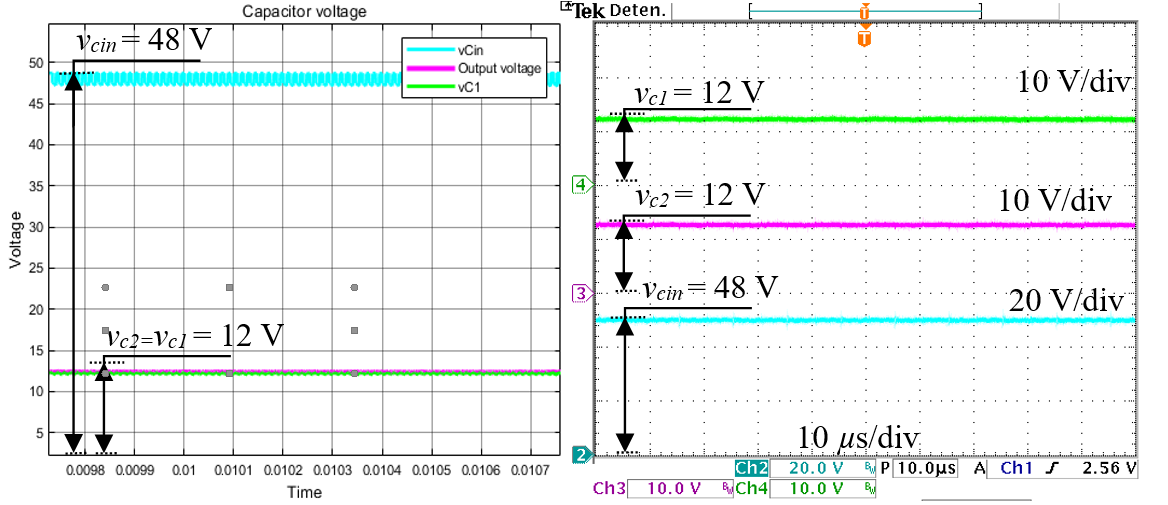 Capacitor voltage
vcin = 48 V
vCin
Output voltage
vC1
50
45
40
35
30
25
20
15
10
5
Voltage
vc2=vc1 = 12 V
0.0098
0.0099
0.01
0.0101
0.0102
0.0103
0.0104
0.0105
0.0106
0.0107
Time
Tek Deten.
T
T
vc1 = 12 V
10 V/div
4
vc2 = 12 V
10 V/div
3
vcin = 48 V
20 V/div
10 µs/div
2
Ch2 20.0 V BW P 10.0µs A Ch1 2.56 V
Ch3 10.0 V BW Ch4 10.0 V BW